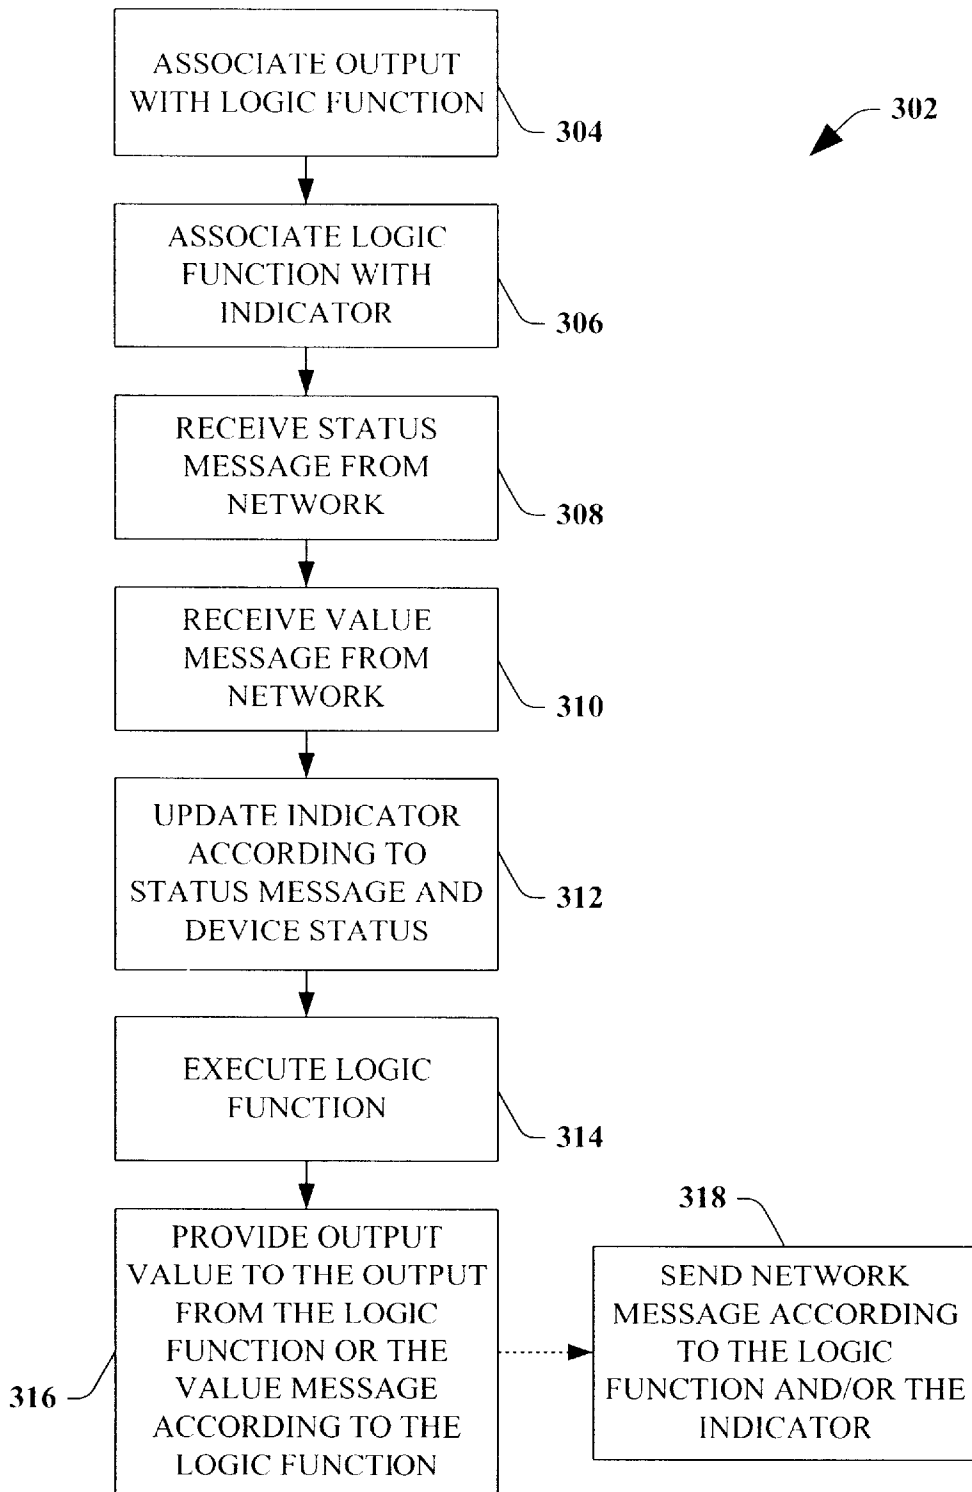 ASSOCIATE OUTPUT
WITH LOGIC FUNCTION
304
302
ASSOCIATE LOGIC
FUNCTION WITH
INDICATOR
306
RECEIVE STATUS
MESSAGE FROM
NETWORK
308
RECEIVE VALUE
MESSAGE FROM
NETWORK
310
UPDATE INDICATOR
ACCORDING TO
STATUS MESSAGE AND
DEVICE STATUS
312
EXECUTE LOGIC
FUNCTION
314
PROVIDE OUTPUT
VALUE TO THE OUTPUT
FROM THE LOGIC
FUNCTION OR THE
VALUE MESSAGE
ACCORDING TO THE
LOGIC FUNCTION
316
318
SEND NETWORK
MESSAGE ACCORDING
TO THE LOGIC
FUNCTION AND/OR THE
INDICATOR